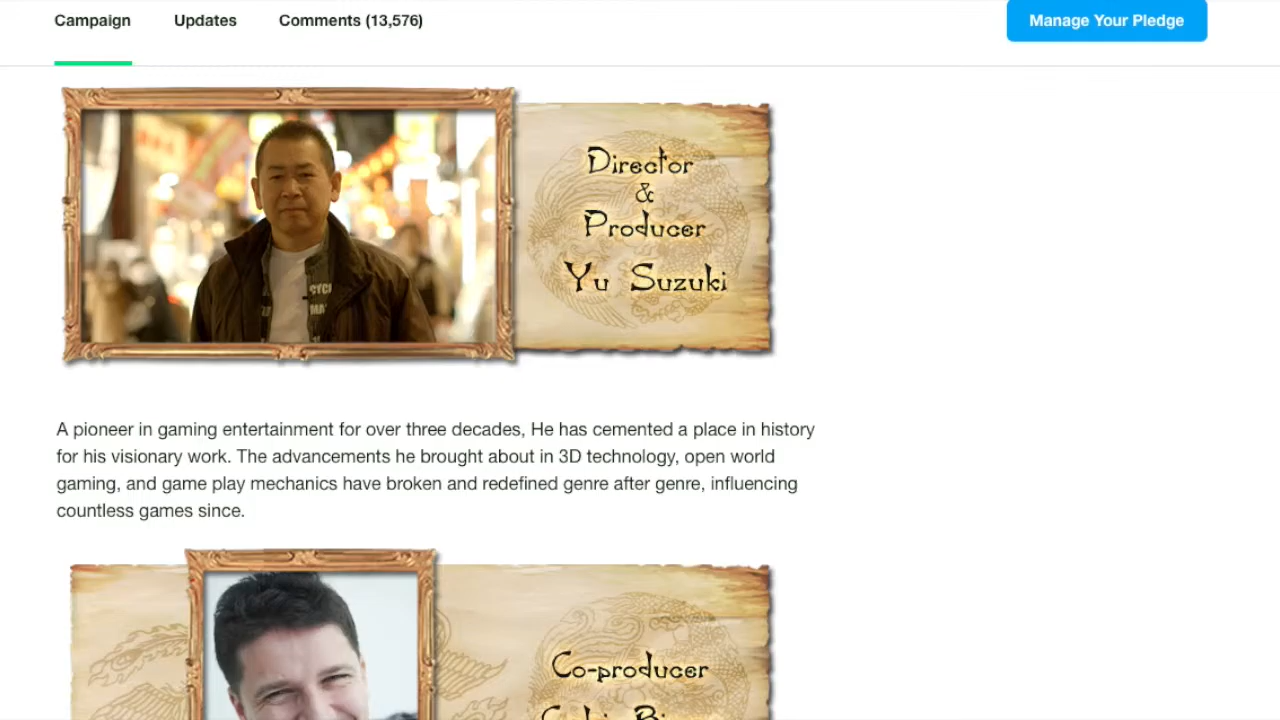 Campaign Updates Comments (13,576) Manage Your Pledge
Director
&
Producer
Yu Suzuki
A pioneer in gaming entertainment for over three decades, He has cemented a place in history
for his visionary work. The advancements he brought about in 3D technology, open world
gaming, and game play mechanics have broken and redefined genre after genre, influencing
countless games since.
Co-producer